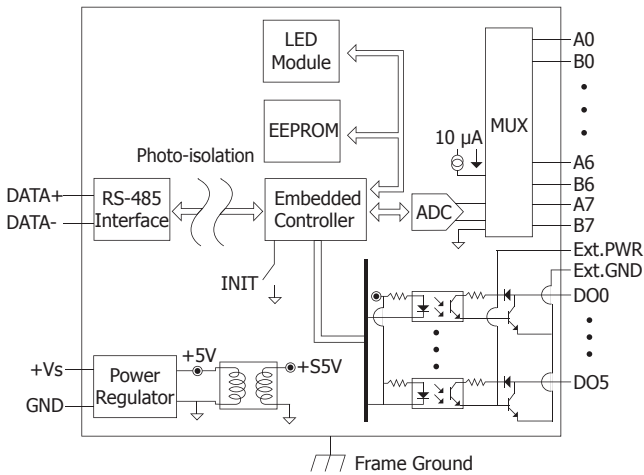 LED
Module
EEPROM
10 µA
MUX
A0
B0
A6
B6
A7
B7
Photo-isolation
DATA+
DATA-
RS-485
Interface
Embedded
Controller
ADC
INIT
Ext.PWR
Ext.GND
DO0
DO5
+Vs
GND
Power
Regulator
+5V
+S5V
Frame Ground